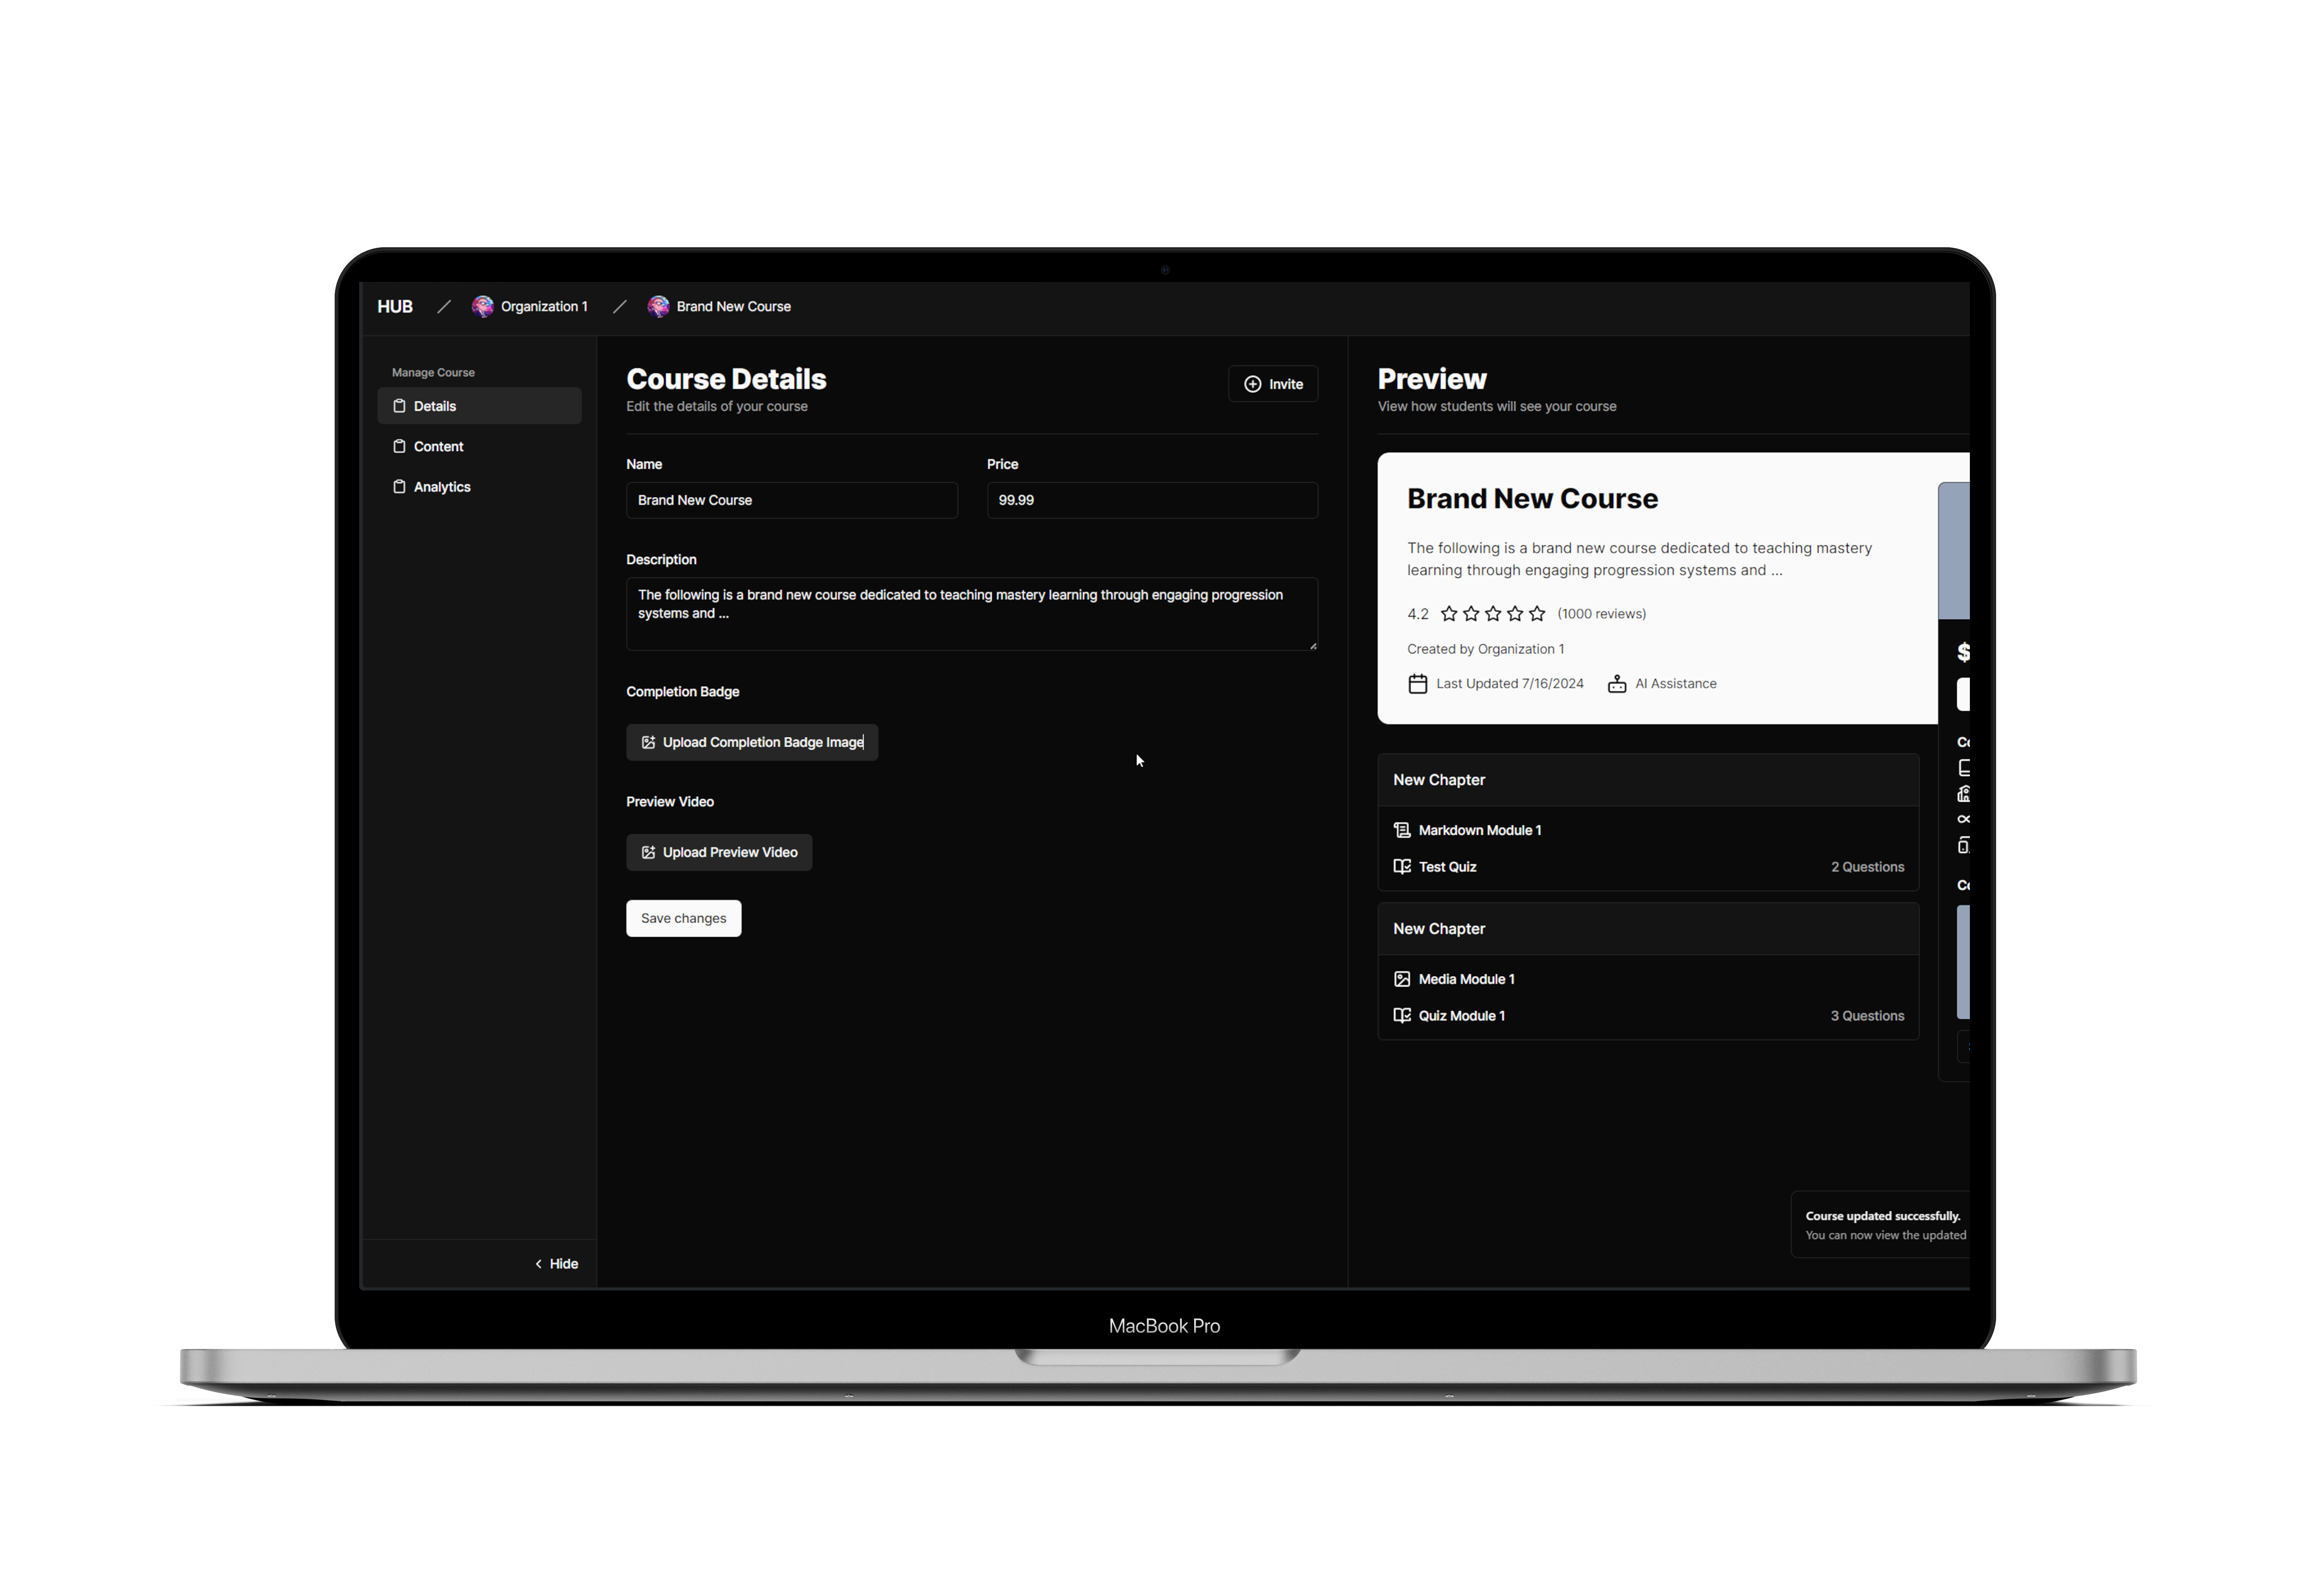 HUB / Organization 1 / Brand New Course
Manage Course
Details
Content
Analytics
Hide
Course Details
Edit the details of your course
Invite
Name
Brand New Course
Price
99.99
Description
The following is a brand new course dedicated to teaching mastery learning through engaging progression
systems and ...
Completion Badge
Upload Completion Badge Image
Preview Video
Upload Preview Video
Save changes
Preview
View how students will see your course
Brand New Course
The following is a brand new course dedicated to teaching mastery
learning through engaging progression systems and ...
4.2 (1000 reviews)
Created by Organization 1
Last Updated 7/16/2024 AI Assistance
New Chapter
Markdown Module 1
Test Quiz 2 Questions
New Chapter
Media Module 1
Quiz Module 1 3 Questions
$
Course updated successfully.
You can now view the updated
MacBook Pro